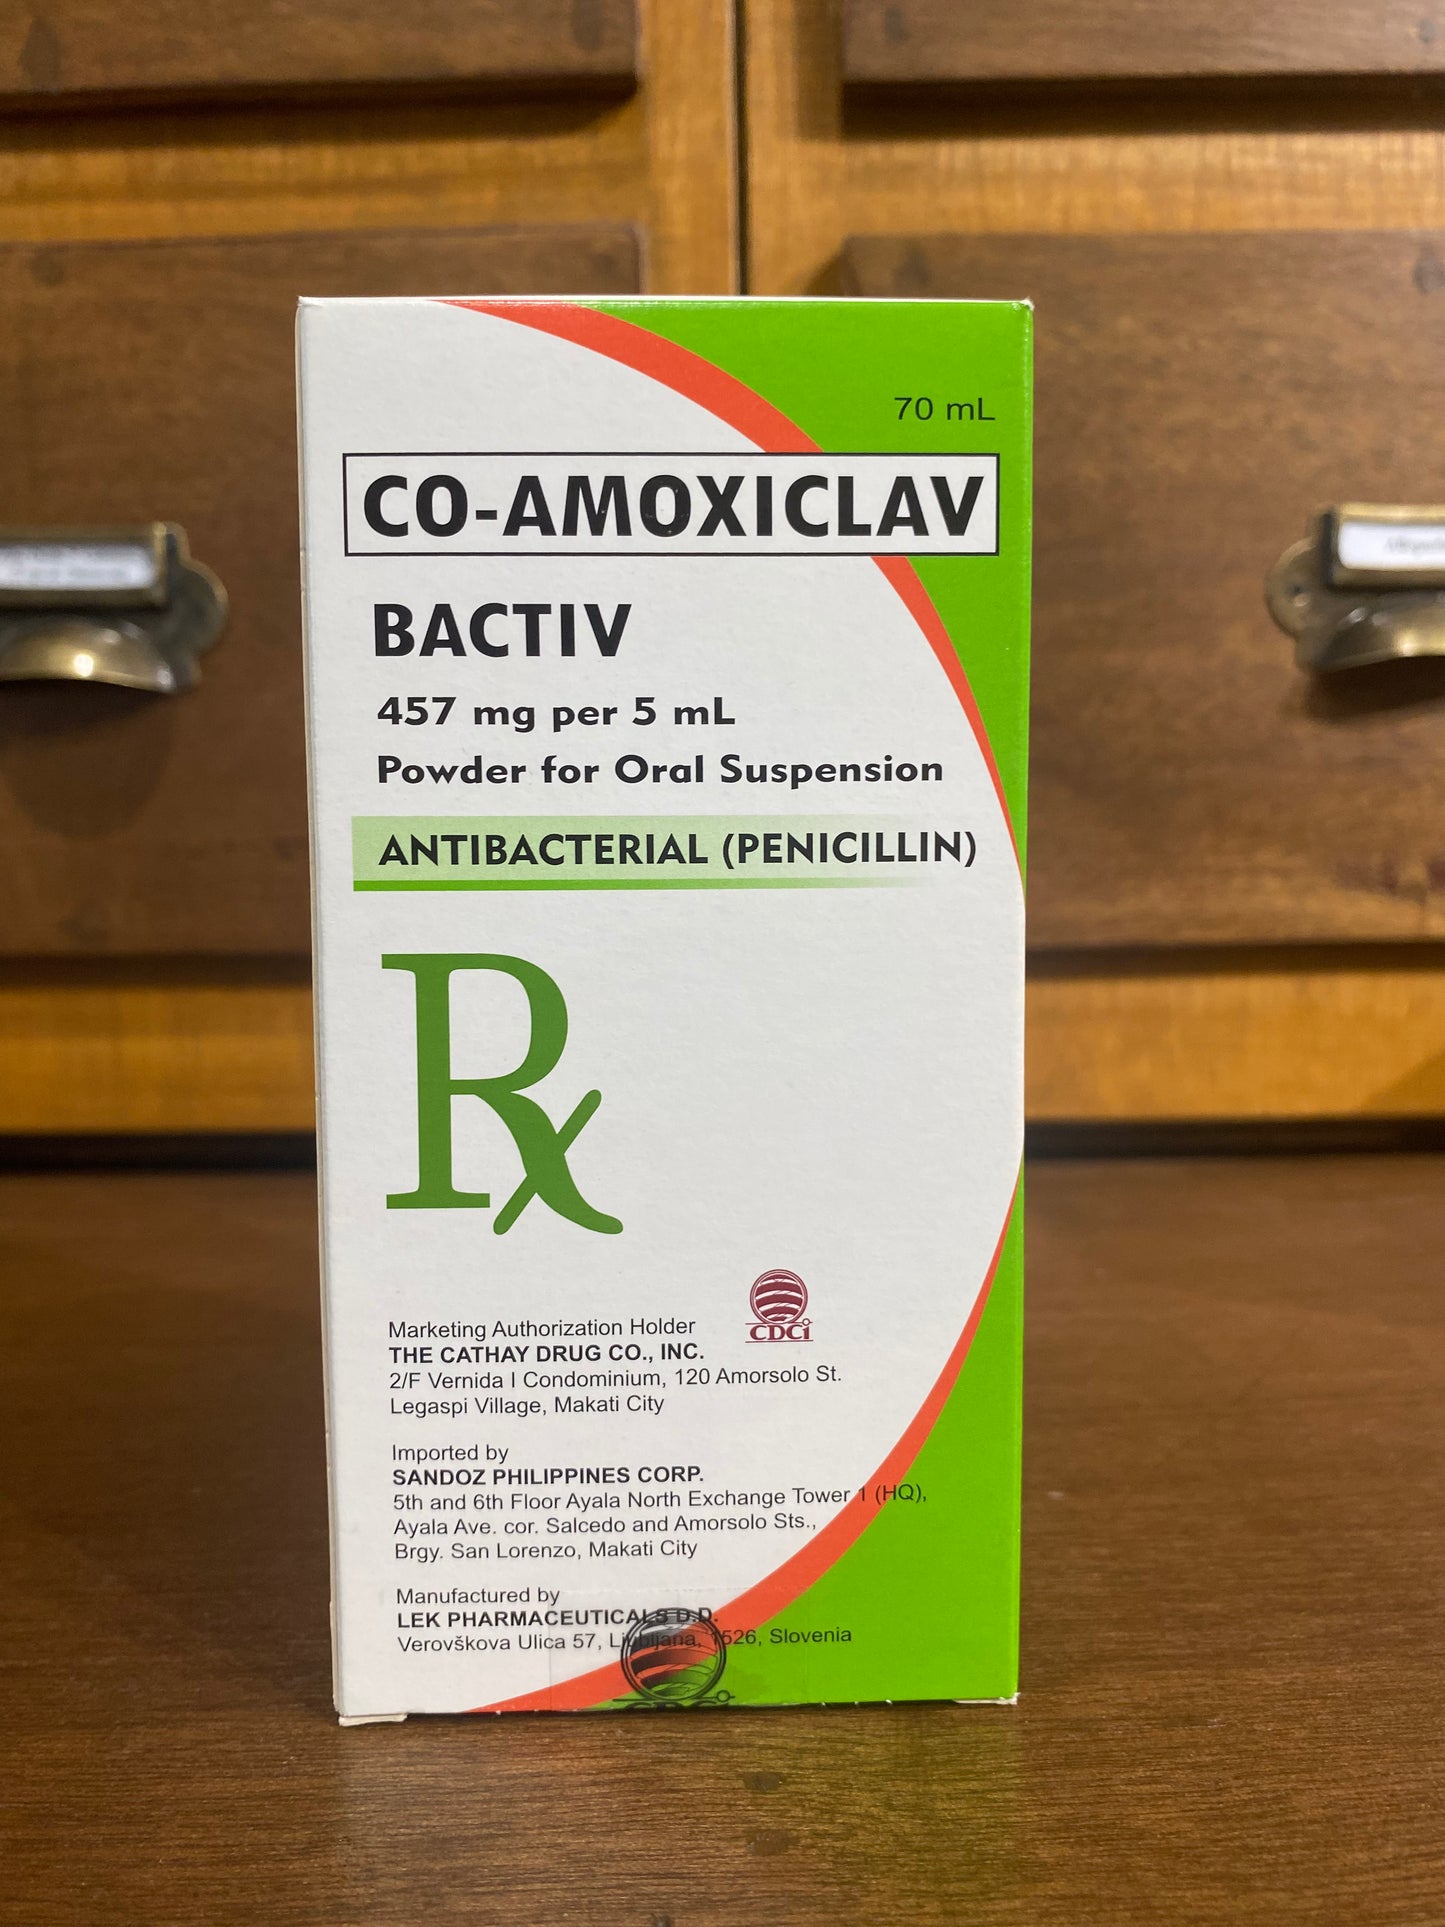 70 mL
CO-AMOXICLAV
BACTIV
457 mg per 5 mL
Powder for Oral Suspension
ANTIBACTERIAL (PENICILLIN)
Rx
CDCi
Marketing Authorization Holder
THE CATHAY DRUG CO., INC.
2/F Vernida I Condominium, 120 Amorsolo St.
Legaspi Village, Makati City
Imported by
SANDOZ PHILIPPINES CORP.
5th and 6th Floor Ayala North Exchange Tower 1 (HQ),
Ayala Ave. cor. Salcedo and Amorsolo Sts.,
Brgy. San Lorenzo, Makati City
Manufactured by
LEK PHARMACEUTICALS D.D.
Verovškova Ulica 57, Ljubljana, 1526, Slovenia
CDCi